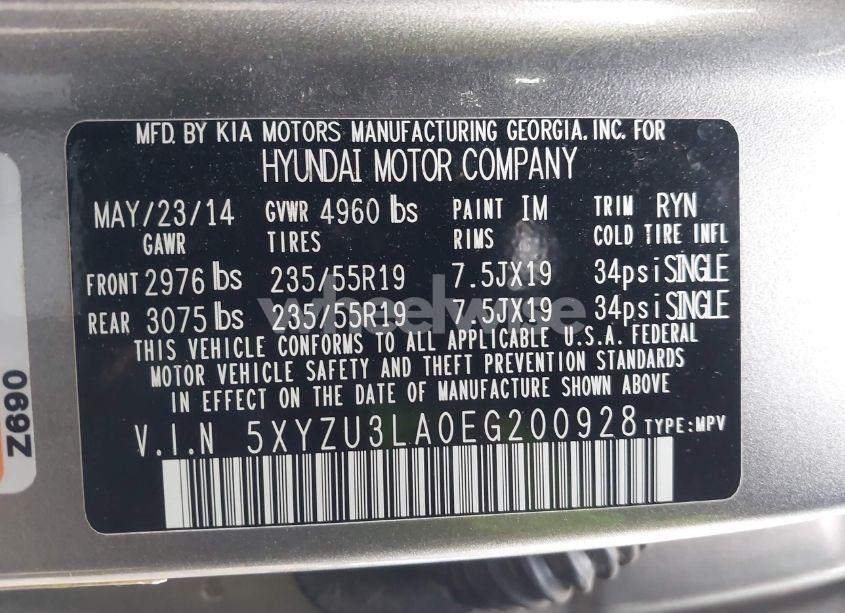 MFD. BY KIA MOTORS MANUFACTURING GEORGIA. INC. FOR
HYUNDAI MOTOR COMPANY
MAY/23/14 GVWR 4960 lbs PAINT IM TRIM RYN
GAWR TIRES RIMS COLD TIRE INFL
FRONT 2976 lbs 235/55R19 7.5JX19 34psi SINGLE
REAR 3075 lbs 235/55R19 7.5JX19 34psi SINGLE
wheelwise
THIS VEHICLE CONFORMS TO ALL APPLICABLE U.S.A. FEDERAL
MOTOR VEHICLE SAFETY AND THEFT PREVENTION STANDARDS
IN EFFECT ON THE DATE OF MANUFACTURE SHOWN ABOVE
V.I.N 5XYZU3LA0EG200928 TYPE:MPV
Z690